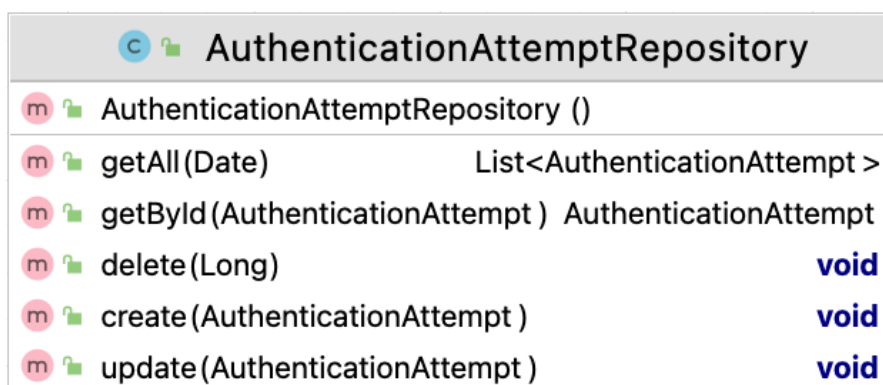 C AuthenticationAttemptRepository
m AuthenticationAttemptRepository ()
m getAll(Date) List<AuthenticationAttempt >
m getById(AuthenticationAttempt ) AuthenticationAttempt
m delete(Long) void
m create(AuthenticationAttempt ) void
m update(AuthenticationAttempt ) void